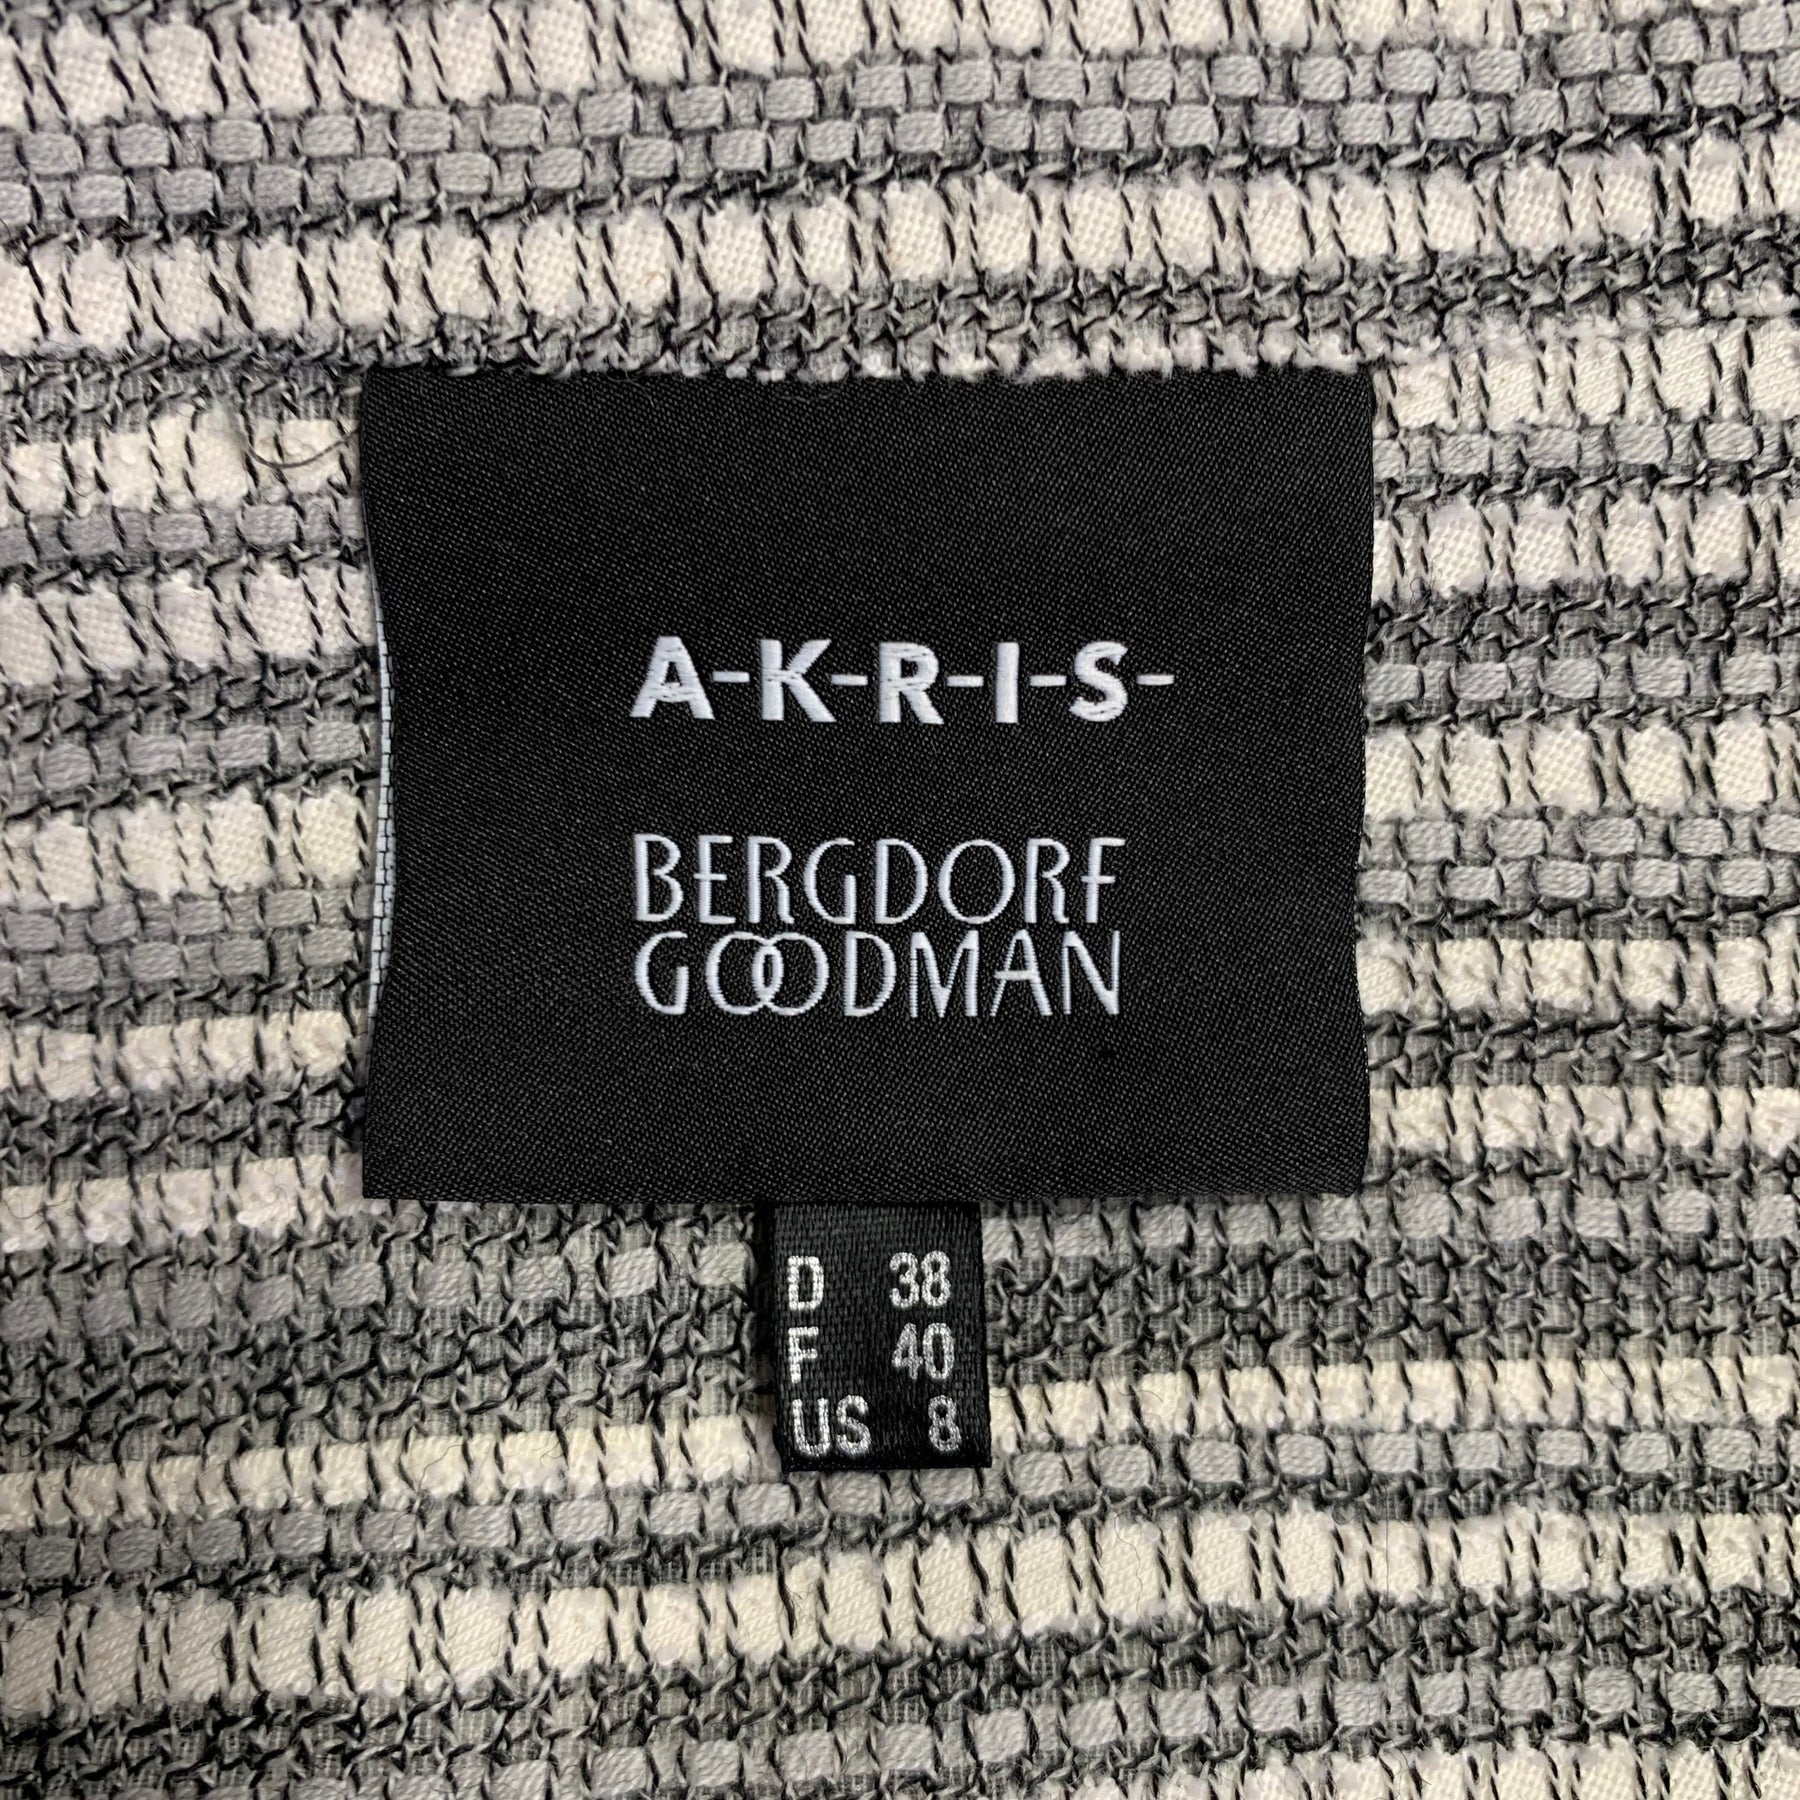 A-K-R-I-S-
BERGDORF
GOODMAN
D 38
F 40
US 8